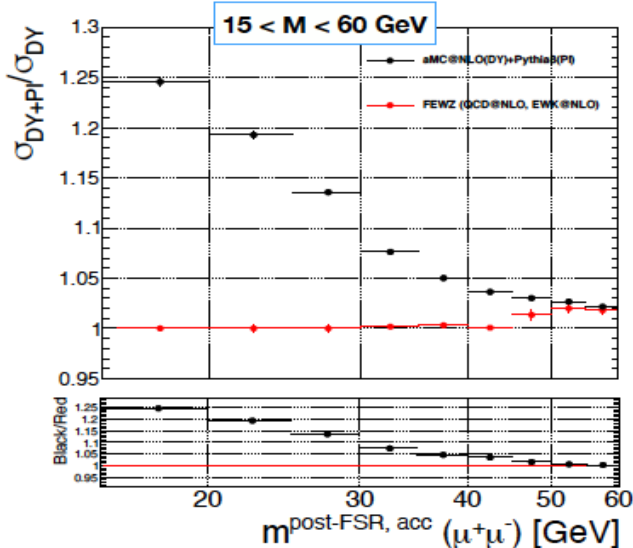 15 < M < 60 GeV
σDY+PI/σDY
aMC@NLO(DY)+Pythia8(PI)
FEWZ (QCD@NLO, EWK@NLO)
1.3
1.25
1.2
1.15
1.1
1.05
1
0.95
Black/Red
1.25
1.2
1.15
1.1
1.05
1
0.95
20 30 40 50 60
m^post-FSR, acc (μ⁺μ⁻) [GeV]